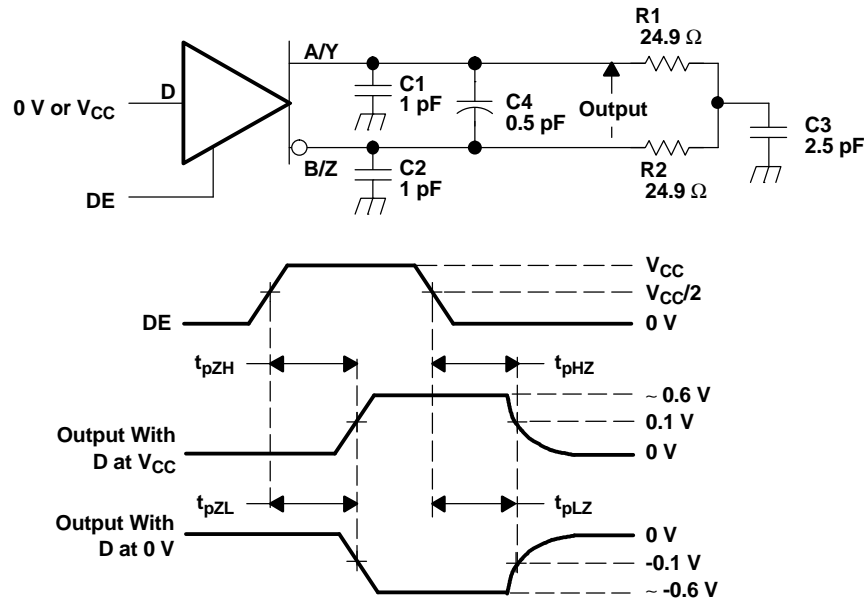 R1
24.9 Ω
A/Y
D
0 V or VCC
C1
1 pF
C4
0.5 pF
Output
C3
2.5 pF
B/Z
C2
1 pF
R2
24.9 Ω
DE
VCC
VCC/2
DE
0 V
tpZH
tpHZ
~ 0.6 V
0.1 V
Output With
D at VCC
0 V
tpZL
tpLZ
Output With
D at 0 V
0 V
-0.1 V
~ -0.6 V